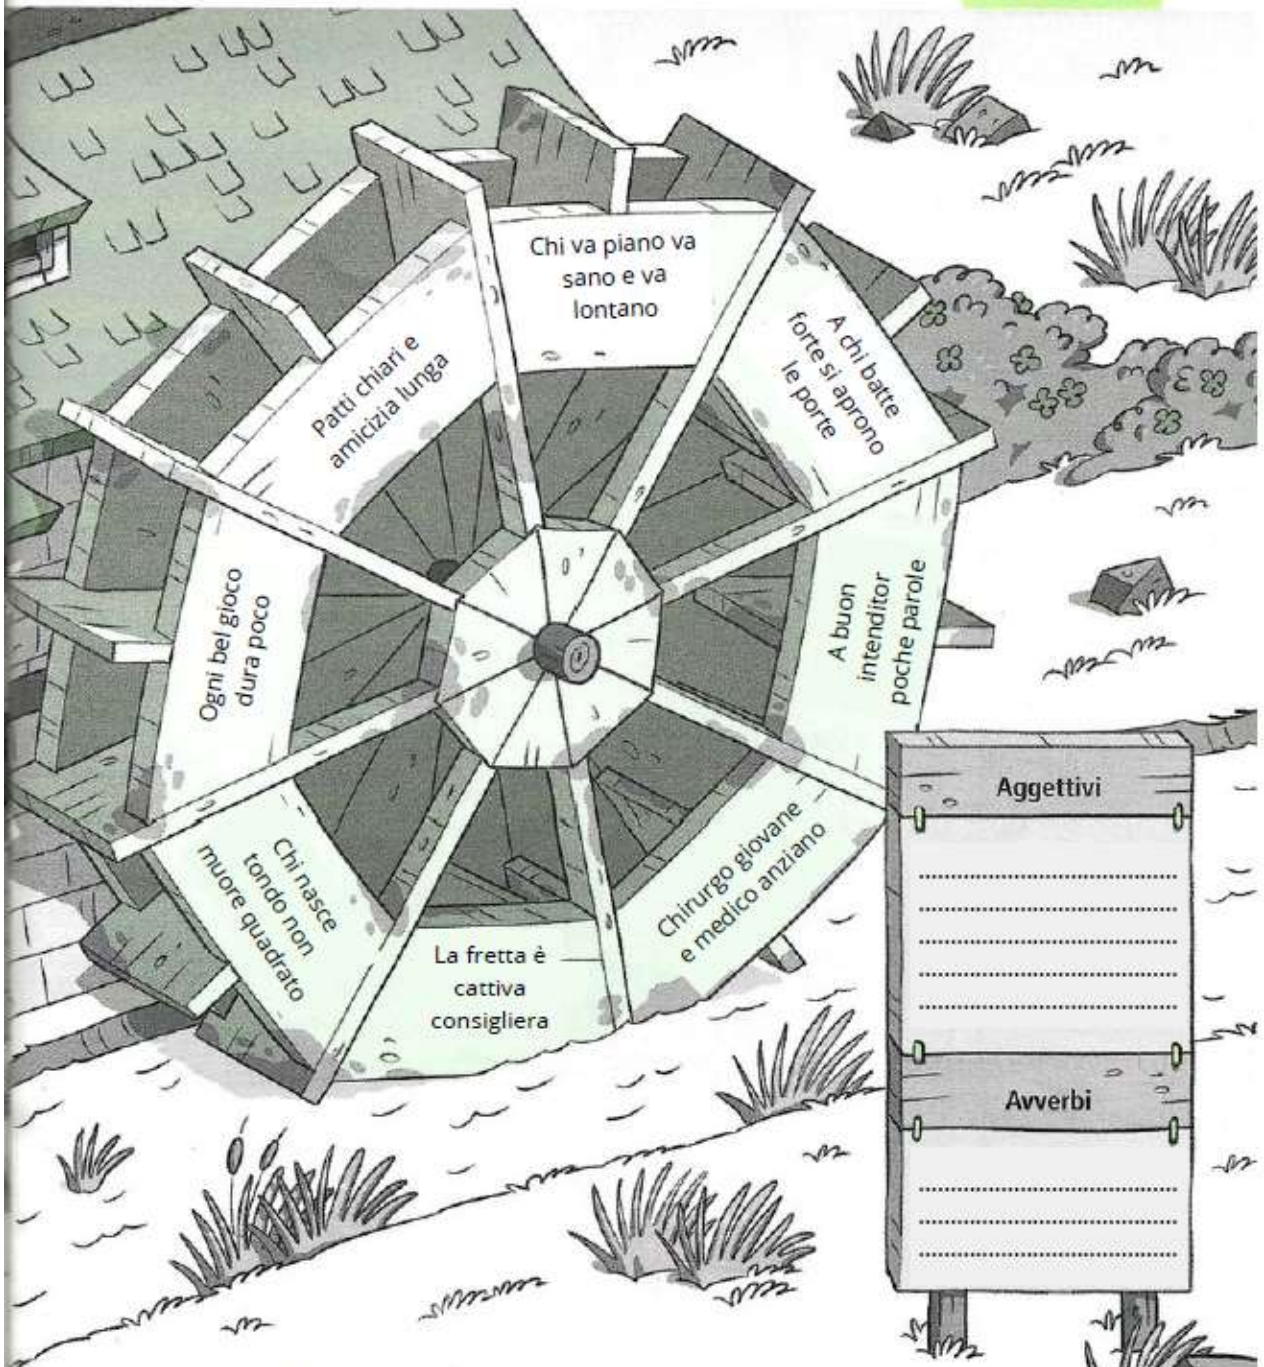 Chi va piano va
sano e va
lontano
A chi batte
forte si aprono
le porte
A buon
intenditor
poche parole
Chirurgo giovane
e medico anziano
La fretta è
cattiva
consigliera
Chi nasce
tondo non
muore quadrato
Ogni bel gioco
dura poco
Patti chiari e
amicizia lunga
Aggettivi
Avverbi